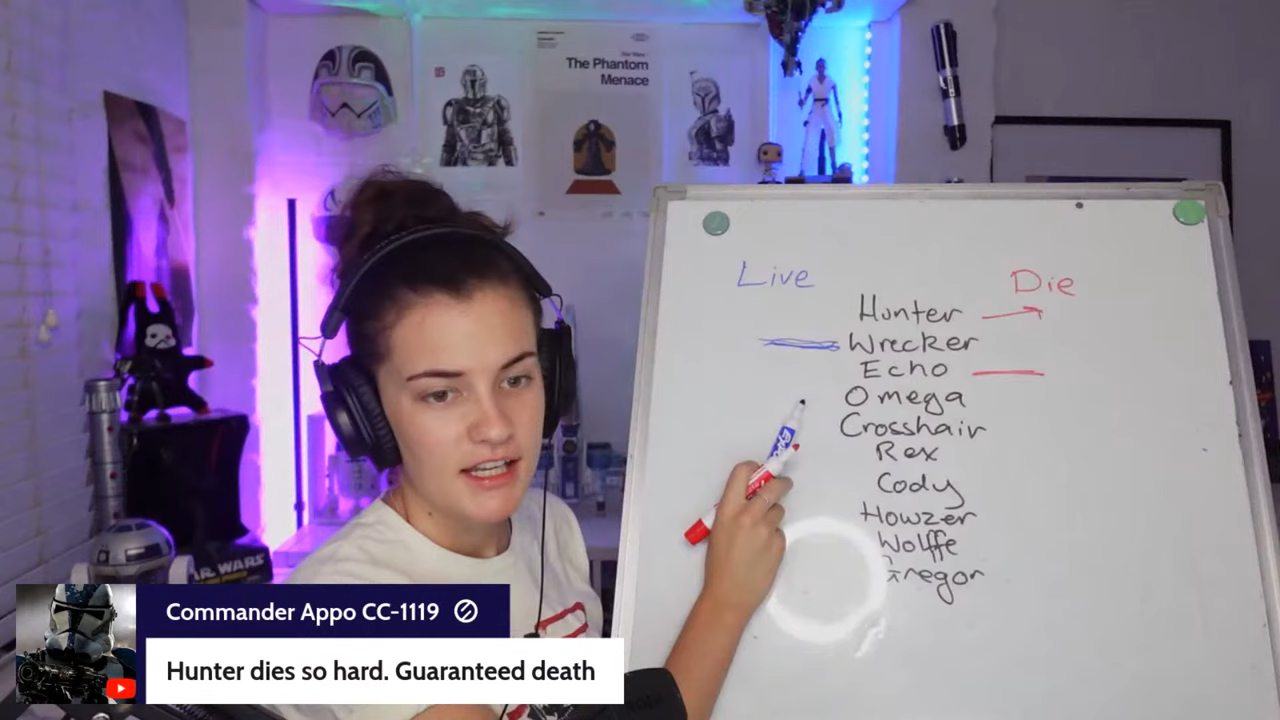 The Phantom
Menace
Live
Die
Hunter
Wrecker
Echo
Omega
Crosshair
Rex
Cody
Howzer
Wolffe
Gregor
STAR WARS
Commander Appo CC-1119
Hunter dies so hard. Guaranteed death